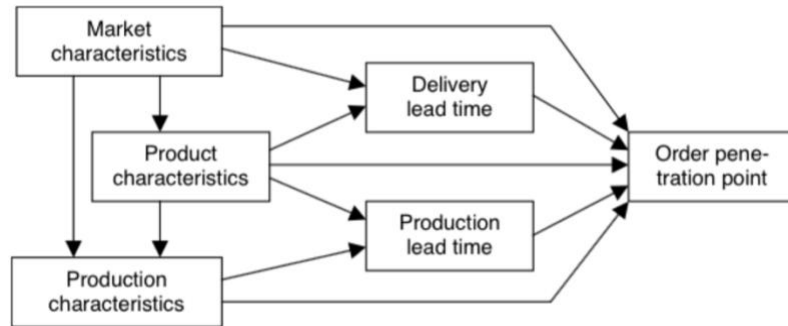 Market
characteristics
Delivery
lead time
Product
characteristics
Order pene-
tration point
Production
lead time
Production
characteristics